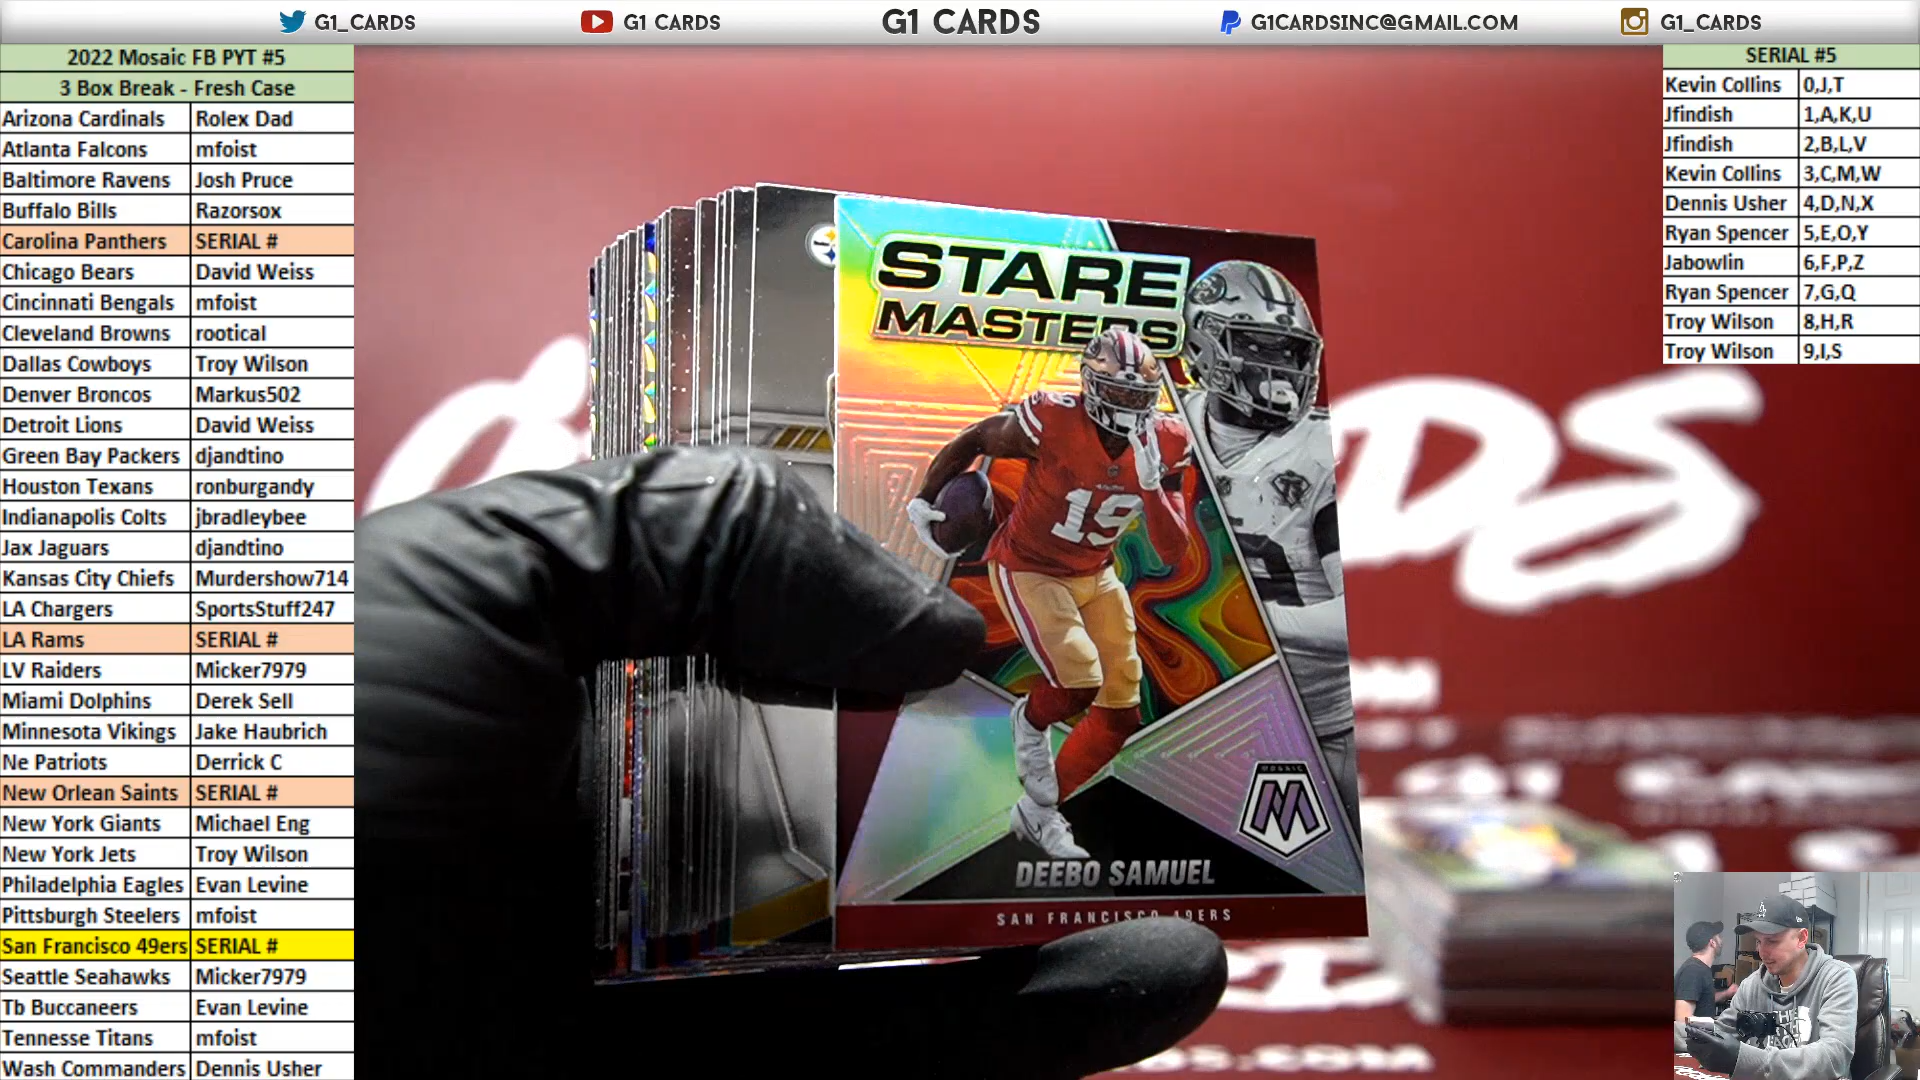 G1_CARDS G1 CARDS G1 CARDS G1CARDSINC@GMAIL.COM G1_CARDS
2022 Mosaic FB PYT #5
3 Box Break - Fresh Case
Arizona Cardinals Rolex Dad
Atlanta Falcons mfoist
Baltimore Ravens Josh Pruce
Buffalo Bills Razorsox
Carolina Panthers SERIAL #
Chicago Bears David Weiss
Cincinnati Bengals mfoist
Cleveland Browns rootical
Dallas Cowboys Troy Wilson
Denver Broncos Markus502
Detroit Lions David Weiss
Green Bay Packers djandtino
Houston Texans ronburgandy
Indianapolis Colts jbradleybee
Jax Jaguars djandtino
Kansas City Chiefs Murdershow714
LA Chargers SportsStuff247
LA Rams SERIAL #
LV Raiders Micker7979
Miami Dolphins Derek Sell
Minnesota Vikings Jake Haubrich
Ne Patriots Derrick C
New Orlean Saints SERIAL #
New York Giants Michael Eng
New York Jets Troy Wilson
Philadelphia Eagles Evan Levine
Pittsburgh Steelers mfoist
San Francisco 49ers SERIAL #
Seattle Seahawks Micker7979
Tb Buccaneers Evan Levine
Tennesse Titans mfoist
Wash Commanders Dennis Usher
STARE
MASTERS
19
MOSAIC
M
DEEBO SAMUEL
SAN FRANCISCO 49ERS
SERIAL #5
Kevin Collins 0,J,T
Jfindish 1,A,K,U
Jfindish 2,B,L,V
Kevin Collins 3,C,M,W
Dennis Usher 4,D,N,X
Ryan Spencer 5,E,O,Y
Jabowlin 6,F,P,Z
Ryan Spencer 7,G,Q
Troy Wilson 8,H,R
Troy Wilson 9,I,S